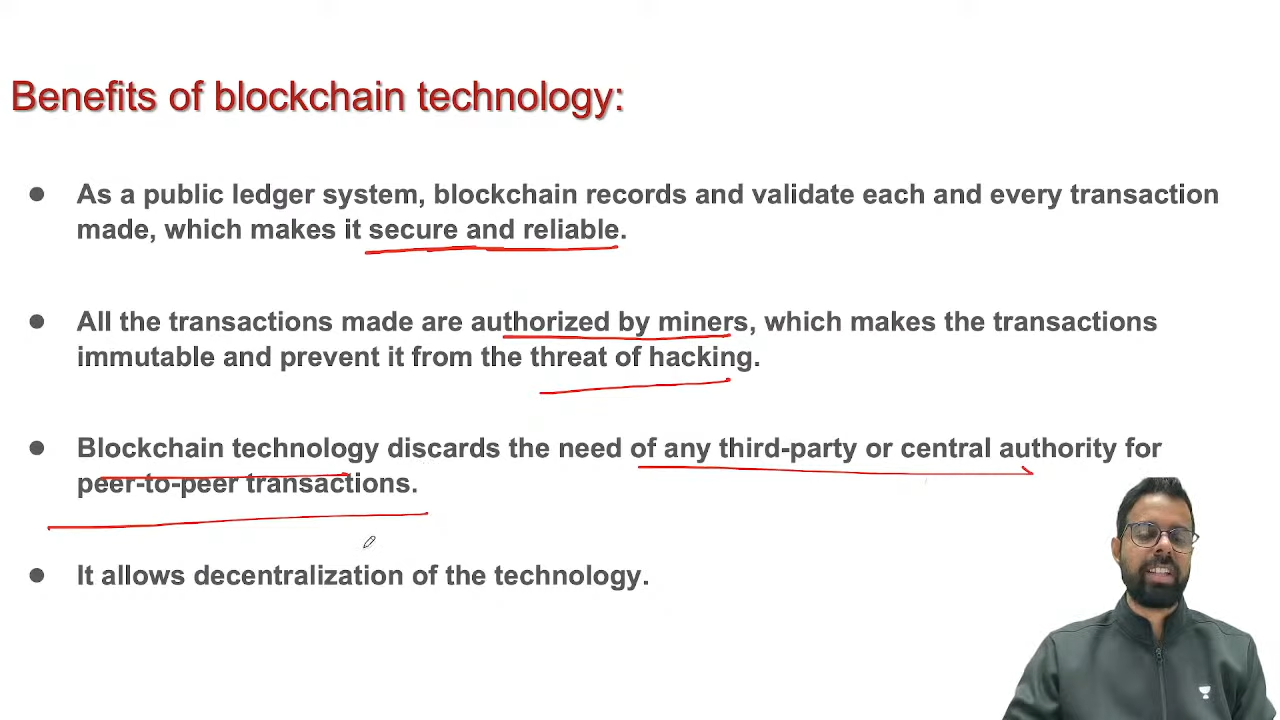 Benefits of blockchain technology:
● As a public ledger system, blockchain records and validate each and every transaction
made, which makes it secure and reliable.
● All the transactions made are authorized by miners, which makes the transactions
immutable and prevent it from the threat of hacking.
● Blockchain technology discards the need of any third-party or central authority for
peer-to-peer transactions.
● It allows decentralization of the technology.